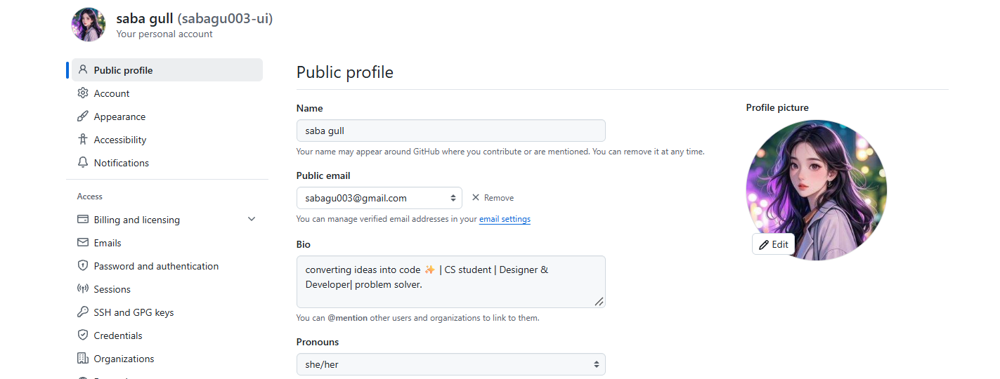 saba gull (sabagu003-ui)
Your personal account
Public profile
Account
Appearance
Accessibility
Notifications
Access
Billing and licensing
Emails
Password and authentication
Sessions
SSH and GPG keys
Credentials
Organizations
Public profile
Name
saba gull
Your name may appear around GitHub where you contribute or are mentioned. You can remove it at any time.
Public email
sabagu003@gmail.com
Remove
You can manage verified email addresses in your email settings
Bio
converting ideas into code ✨ | CS student | Designer &
Developer| problem solver.
You can @mention other users and organizations to link to them.
Pronouns
she/her
Profile picture
Edit